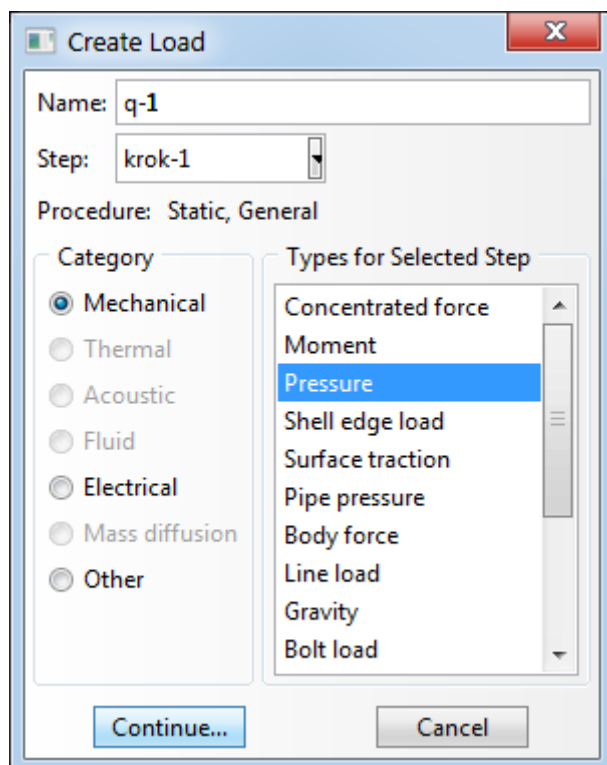 Create Load
Name: q-1
Step: krok-1
Procedure: Static, General
Category
Mechanical
Thermal
Acoustic
Fluid
Electrical
Mass diffusion
Other
Types for Selected Step
Concentrated force
Moment
Pressure
Shell edge load
Surface traction
Pipe pressure
Body force
Line load
Gravity
Bolt load
Continue...
Cancel